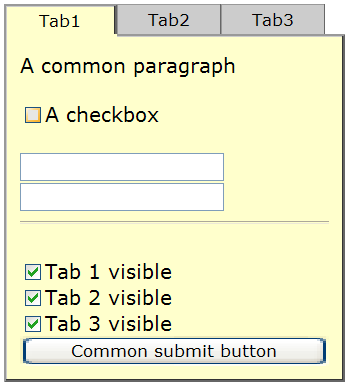 Tab1 Tab2 Tab3
A common paragraph
A checkbox
Tab 1 visible
Tab 2 visible
Tab 3 visible
Common submit button